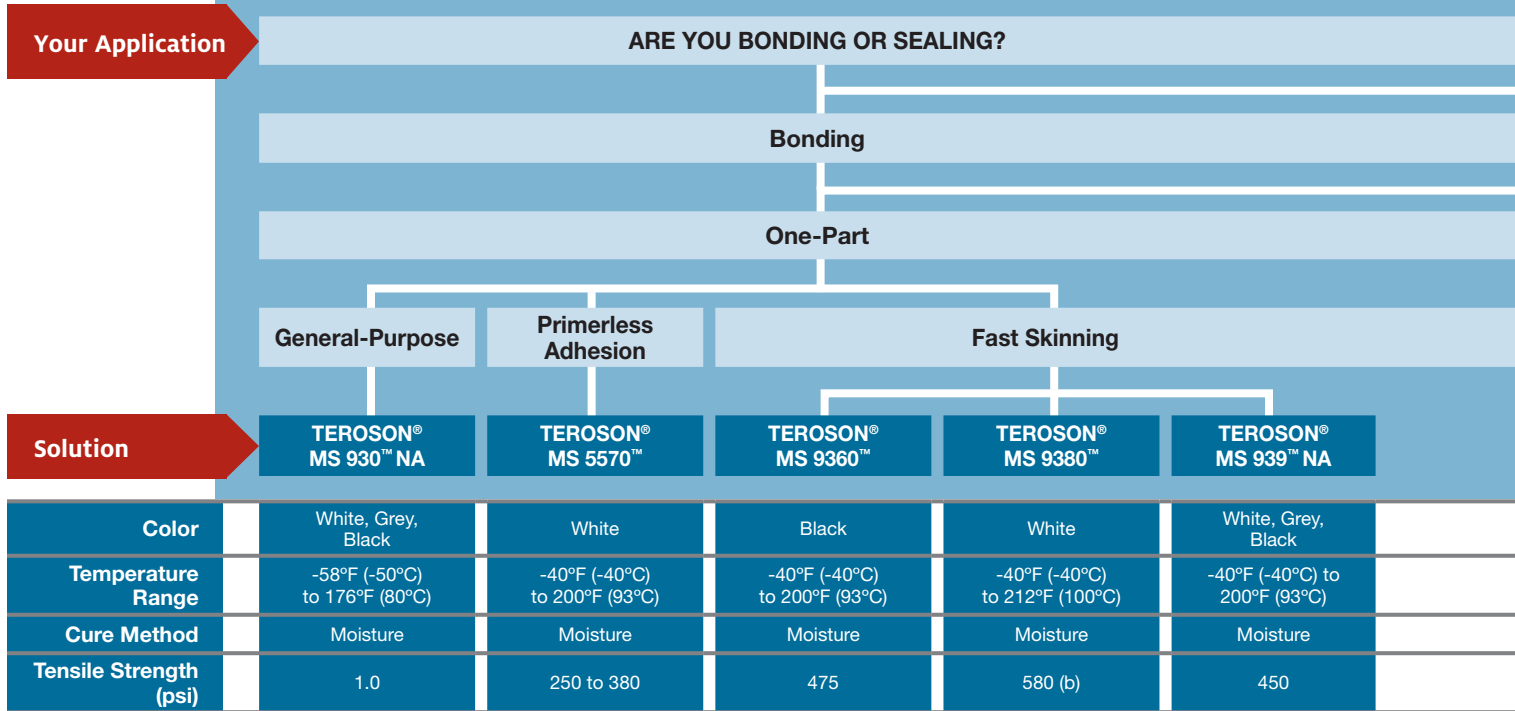 Your Application
ARE YOU BONDING OR SEALING?
Bonding
One-Part
General-Purpose
Primerless
Adhesion
Fast Skinning
Solution
TEROSON®
MS 930™ NA
TEROSON®
MS 5570™
TEROSON®
MS 9360™
TEROSON®
MS 9380™
TEROSON®
MS 939™ NA
Color
White, Grey,
Black
White
Black
White
White, Grey,
Black
Temperature
Range
-58ºF (-50ºC)
to 176ºF (80ºC)
-40ºF (-40ºC)
to 200ºF (93ºC)
-40ºF (-40ºC)
to 200ºF (93ºC)
-40ºF (-40ºC)
to 212ºF (100ºC)
-40ºF (-40ºC) to
200ºF (93ºC)
Cure Method
Moisture
Moisture
Moisture
Moisture
Moisture
Tensile Strength
(psi)
1.0
250 to 380
475
580 (b)
450